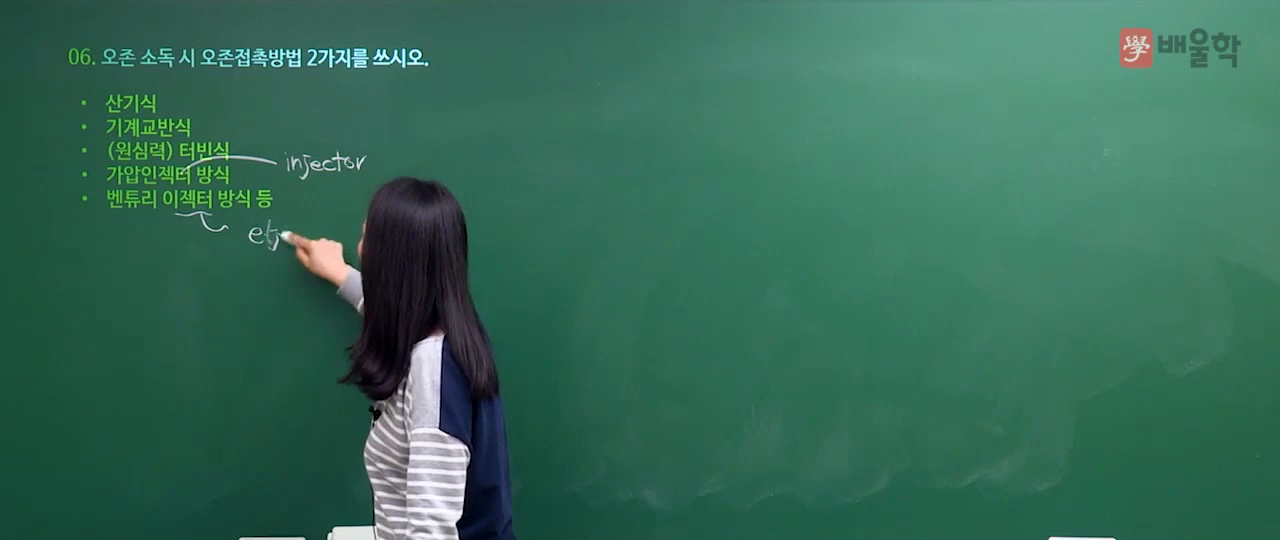 06. 오존 소독 시 오존접촉방법 2가지를 쓰시오.
學 배울학
• 산기식
• 기계교반식
• (원심력) 터빈식
• 가압인젝터 방식
injector
• 벤튜리 이젝터 방식 등